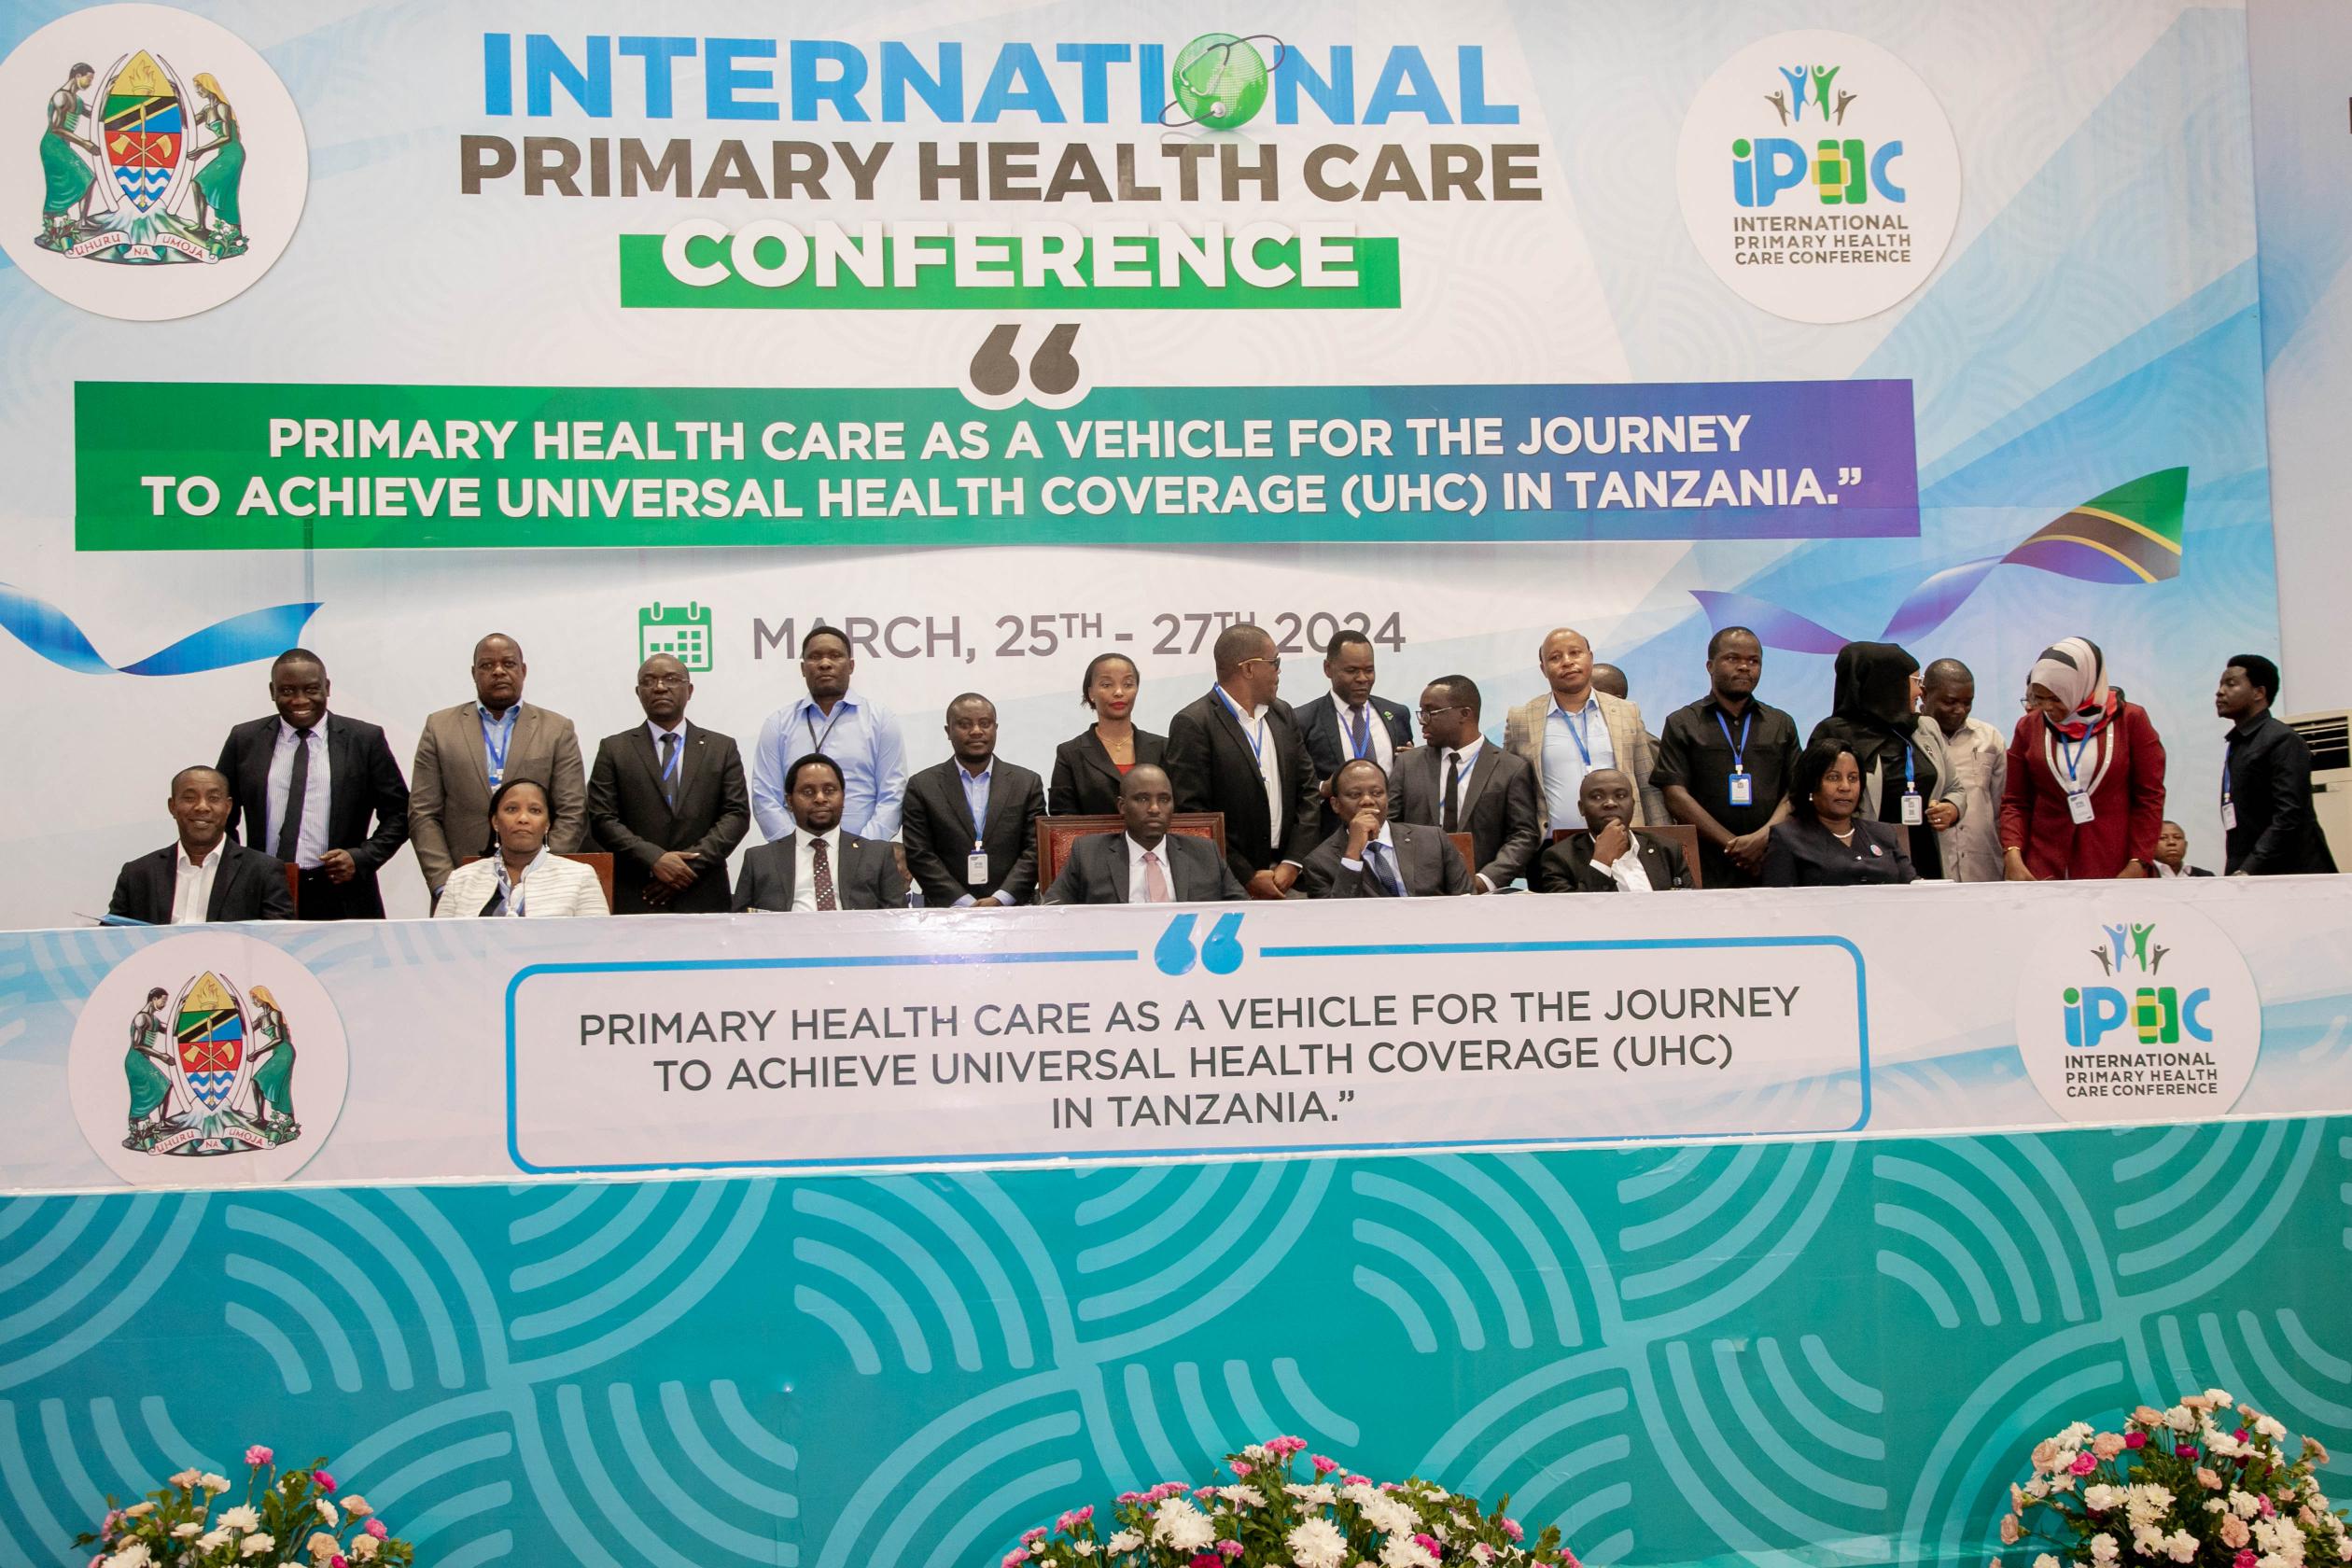 INTERNATIONAL
PRIMARY HEALTH CARE
CONFERENCE
UHURU NA UMOJA
iPHC
INTERNATIONAL
PRIMARY HEALTH
CARE CONFERENCE
“
PRIMARY HEALTH CARE AS A VEHICLE FOR THE JOURNEY
TO ACHIEVE UNIVERSAL HEALTH COVERAGE (UHC) IN TANZANIA.”
MARCH, 25TH - 27TH 2024
“
PRIMARY HEALTH CARE AS A VEHICLE FOR THE JOURNEY
TO ACHIEVE UNIVERSAL HEALTH COVERAGE (UHC)
IN TANZANIA.”
UHURU NA UMOJA
iPHC
INTERNATIONAL
PRIMARY HEALTH
CARE CONFERENCE